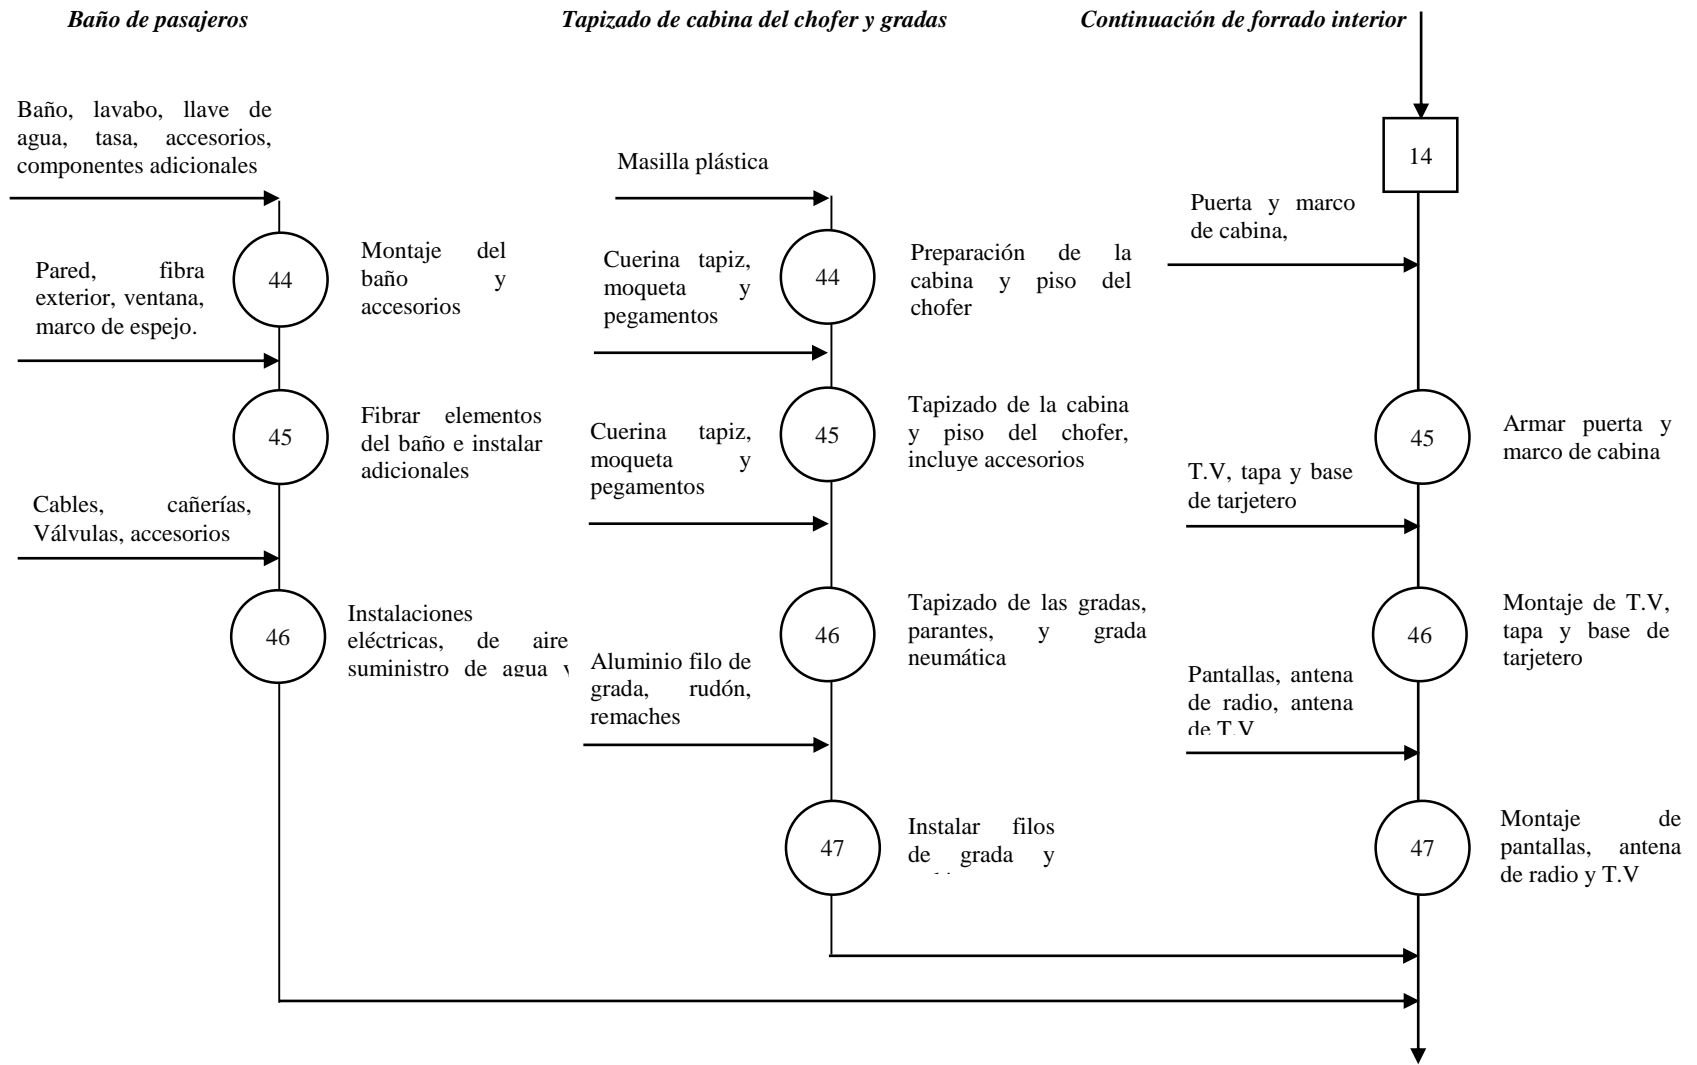 Baño de pasajeros
Baño, lavabo, llave de
agua, tasa, accesorios,
componentes adicionales
44
Montaje del
baño y
accesorios
Pared, fibra
exterior, ventana,
marco de espejo.
45
Fibrar elementos
del baño e instalar
adicionales
Cables, cañerías,
Válvulas, accesorios
46
Instalaciones
eléctricas, de aire,
suministro de agua y
Tapizado de cabina del chofer y gradas
Masilla plástica
44
Preparación de la
cabina y piso del
chofer
Cuerina tapiz,
moqueta y
pegamentos
45
Tapizado de la cabina
y piso del chofer,
incluye accesorios
Cuerina tapiz,
moqueta y
pegamentos
46
Tapizado de las gradas,
parantes, y grada
neumática
Aluminio filo de
grada, rudón,
remaches
47
Instalar filos
de grada y
Continuación de forrado interior
14
Puerta y marco
de cabina,
45
Armar puerta y
marco de cabina
T.V, tapa y base
de tarjetero
46
Montaje de T.V,
tapa y base de
tarjetero
Pantallas, antena
de radio, antena
de T.V
47
Montaje de
pantallas, antena
de radio y T.V